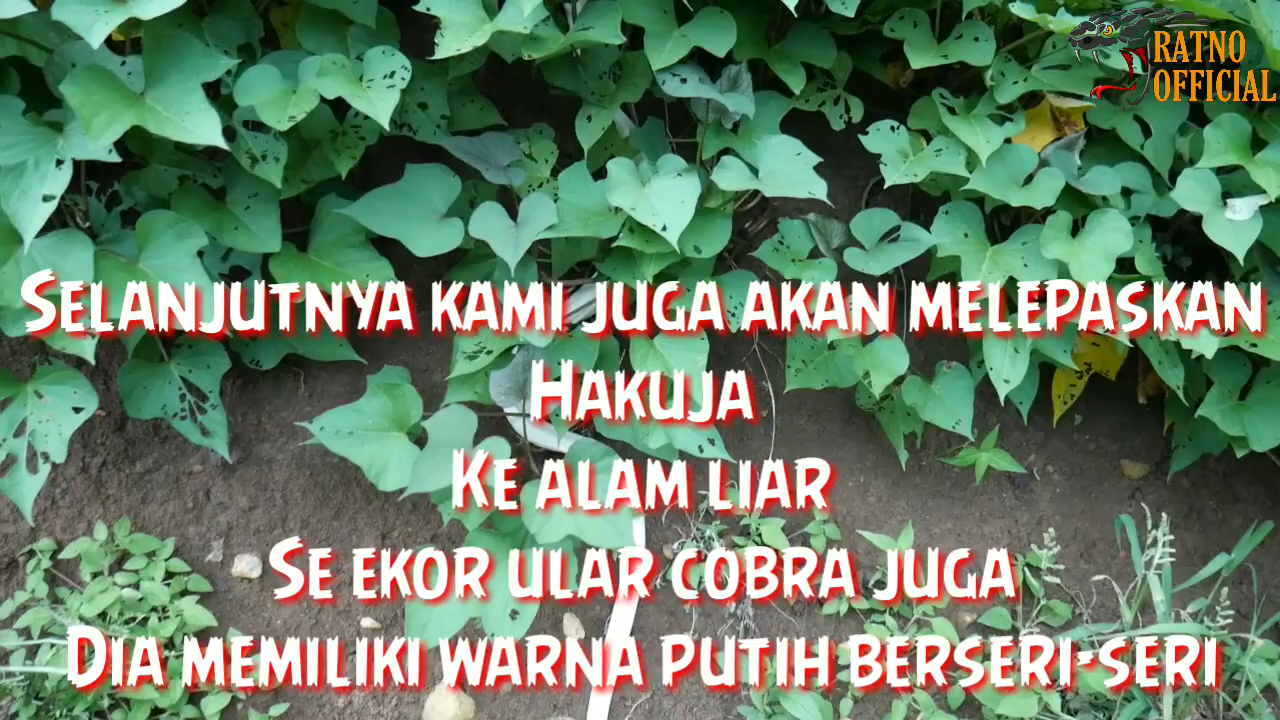 RATNO
OFFICIAL
Selanjutnya kami juga akan melepaskan
Hakuja
Ke alam liar
Se ekor ular cobra juga
Dia memiliki warna putih berseri-seri